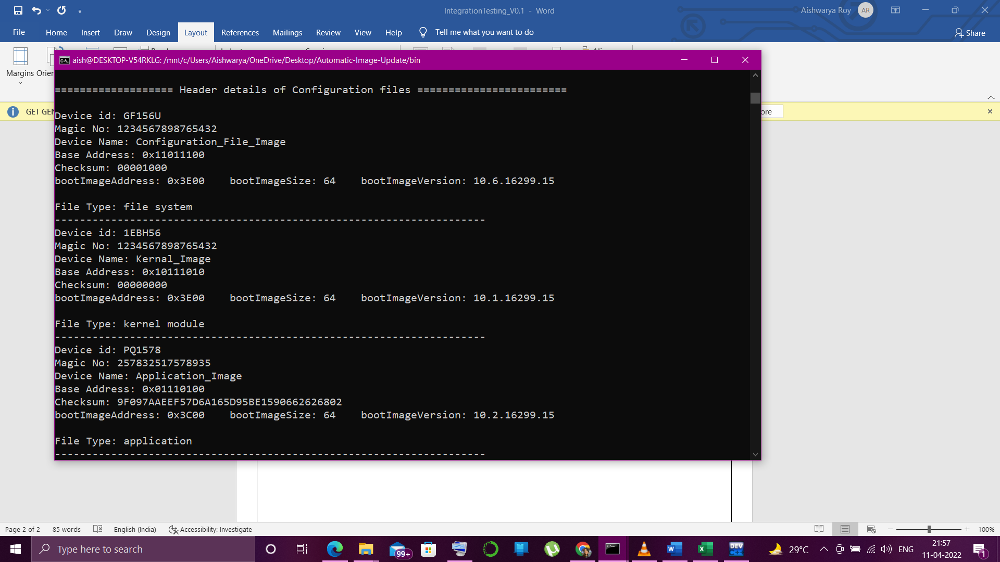 IntegrationTesting_V0.1 - Word
Aishwarya Roy AR
File Home Insert Draw Design Layout References Mailings Review View Help Tell me what you want to do Share
Margins
aish@DESKTOP-V54RKLG: /mnt/c/Users/Aishwarya/OneDrive/Desktop/Automatic-Image-Update/bin
=================== Header details of Configuration files ========================
Device id: GF156U
Magic No: 1234567898765432
Device Name: Configuration_File_Image
Base Address: 0x11011100
Checksum: 00001000
bootImageAddress: 0x3E00    bootImageSize: 64    bootImageVersion: 10.6.16299.15
File Type: file system
---------------------------------------------------------------------
Device id: 1EBH56
Magic No: 1234567898765432
Device Name: Kernal_Image
Base Address: 0x10111010
Checksum: 00000000
bootImageAddress: 0x3E00    bootImageSize: 64    bootImageVersion: 10.1.16299.15
File Type: kernel module
---------------------------------------------------------------------
Device id: PQ1578
Magic No: 257832517578935
Device Name: Application_Image
Base Address: 0x01110100
Checksum: 9F097AAEEF57D6A165D95BE1590662626802
bootImageAddress: 0x3C00    bootImageSize: 64    bootImageVersion: 10.2.16299.15
File Type: application
---------------------------------------------------------------------
Page 2 of 2 85 words English (India) Accessibility: Investigate 100%
Type here to search
99+
DEV
29°C ENG
21:57
11-04-2022
1